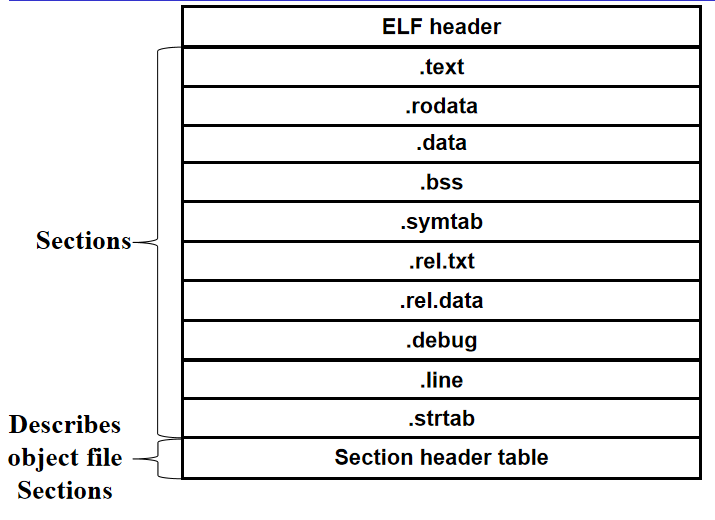 ELF header
.text
.rodata
.data
.bss
.symtab
.rel.txt
.rel.data
.debug
.line
.strtab
Section header table
Sections
Describes
object file
Sections